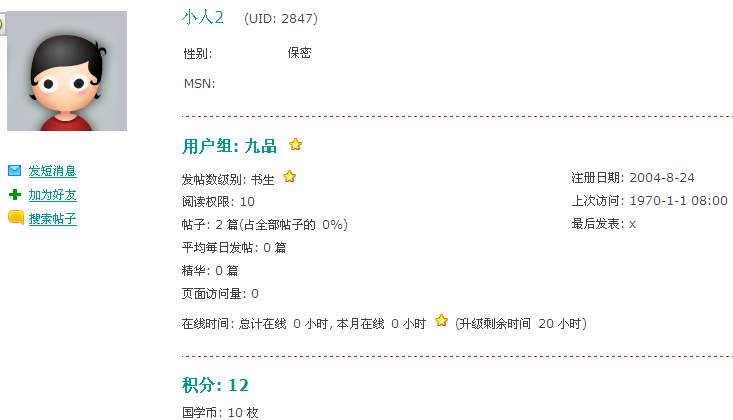 小人2 (UID: 2847)
性别: 保密
MSN:
用户组: 九品
发短消息
加为好友
搜索帖子
发帖数级别: 书生
注册日期: 2004-8-24
阅读权限: 10
上次访问: 1970-1-1 08:00
帖子: 2 篇(占全部帖子的 0%)
最后发表: x
平均每日发帖: 0 篇
精华: 0 篇
页面访问量: 0
在线时间: 总计在线 0 小时, 本月在线 0 小时 (升级剩余时间 20 小时)
积分: 12
国学币: 10 枚